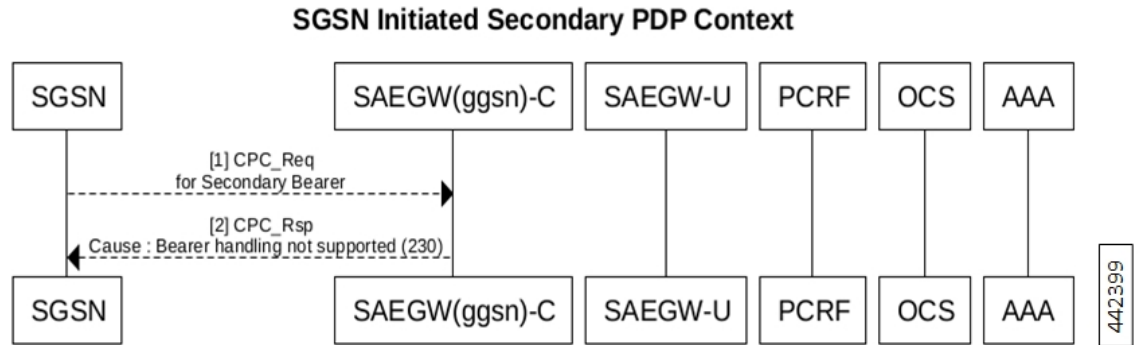 SGSN Initiated Secondary PDP Context
SGSN
SAEGW(ggsn)-C
SAEGW-U
PCRF
OCS
AAA
[1] CPC_Req
for Secondary Bearer
[2] CPC_Rsp
Cause : Bearer handling not supported (230)
SGSN
SAEGW(ggsn)-C
SAEGW-U
PCRF
OCS
AAA
442399